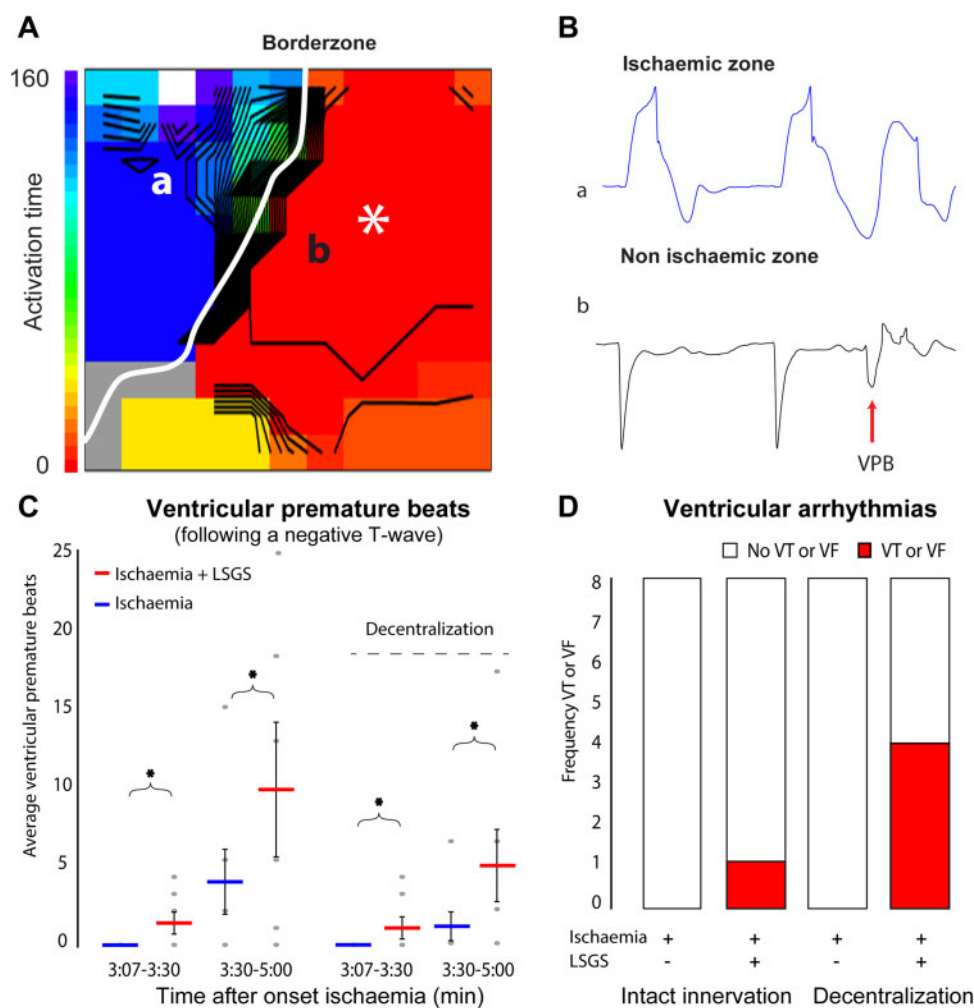 A
Borderzone
160
Activation time
0
a
b
*
B
Ischaemic zone
a
Non ischaemic zone
b
VPB
C
Ventricular premature beats
(following a negative T-wave)
Average ventricular premature beats
25
20
15
10
5
0
Ischaemia + LSGS
Ischaemia
Decentralization
*
*
*
*
3:07-3:30
3:30-5:00
3:07-3:30
3:30-5:00
Time after onset ischaemia (min)
D
Ventricular arrhythmias
No VT or VF
VT or VF
Frequency VT or VF
8
7
6
5
4
3
2
1
0
Ischaemia + + + +
LSGS - + - +
Intact innervation Decentralization